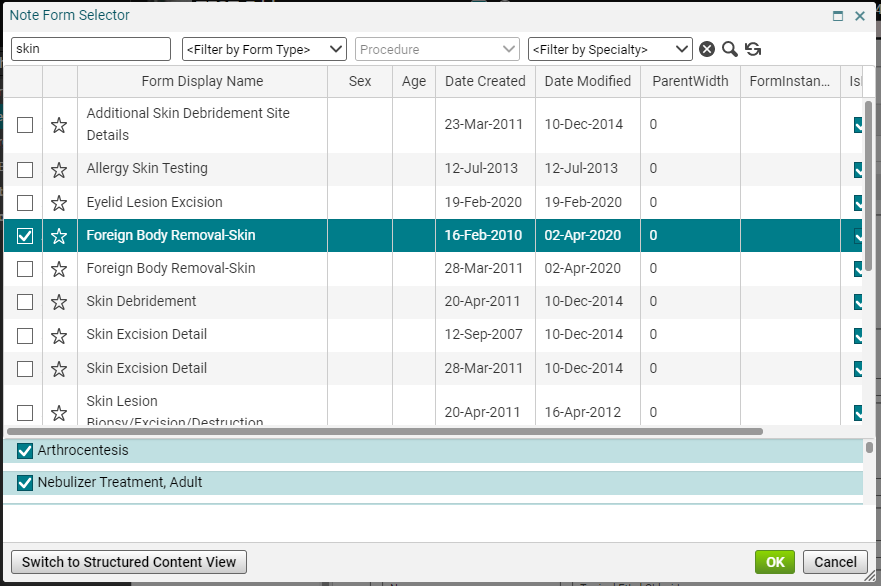 Note Form Selector
skin <Filter by Form Type> Procedure <Filter by Specialty>
Form Display Name Sex Age Date Created Date Modified ParentWidth FormInstan...
Additional Skin Debridement Site
Details 23-Mar-2011 10-Dec-2014 0
Allergy Skin Testing 12-Jul-2013 12-Jul-2013 0
Eyelid Lesion Excision 19-Feb-2020 19-Feb-2020 0
Foreign Body Removal-Skin 16-Feb-2010 02-Apr-2020 0
Foreign Body Removal-Skin 28-Mar-2011 02-Apr-2020 0
Skin Debridement 20-Apr-2011 10-Dec-2014 0
Skin Excision Detail 12-Sep-2007 10-Dec-2014 0
Skin Excision Detail 28-Mar-2011 10-Dec-2014 0
Skin Lesion
Biopsy/Excision/Destruction 20-Apr-2011 16-Apr-2012 0
Arthrocentesis
Nebulizer Treatment, Adult
Switch to Structured Content View OK Cancel